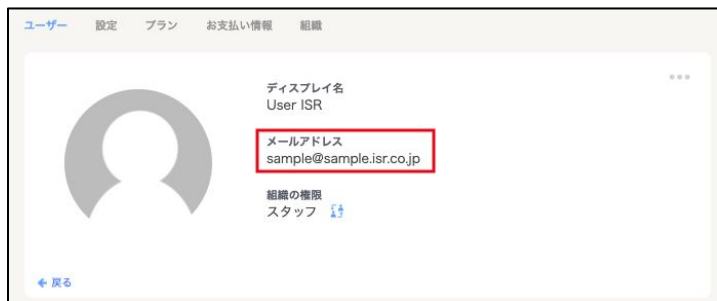 ユーザー 設定 プラン お支払い情報 組織
ディスプレイ名
User ISR
メールアドレス
sample@sample.isr.co.jp
組織の権限
スタッフ
戻る